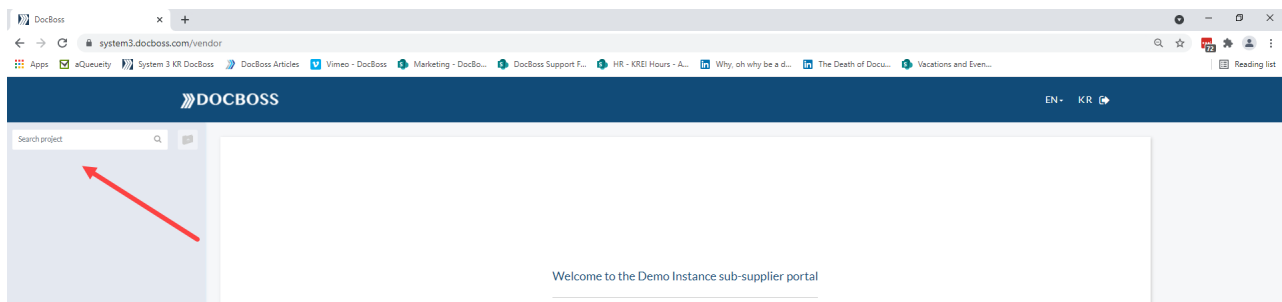 DocBoss
system3.docboss.com/vendor
Apps aQueueity System 3 KR DocBoss DocBoss Articles Vimeo - DocBoss Marketing - DocBo... DocBoss Support F... HR - KREI Hours - A... Why, oh why be a d... The Death of Docu... Vacations and Even... Reading list
72
DOCBOSS EN KR
Search project
Welcome to the Demo Instance sub-supplier portal